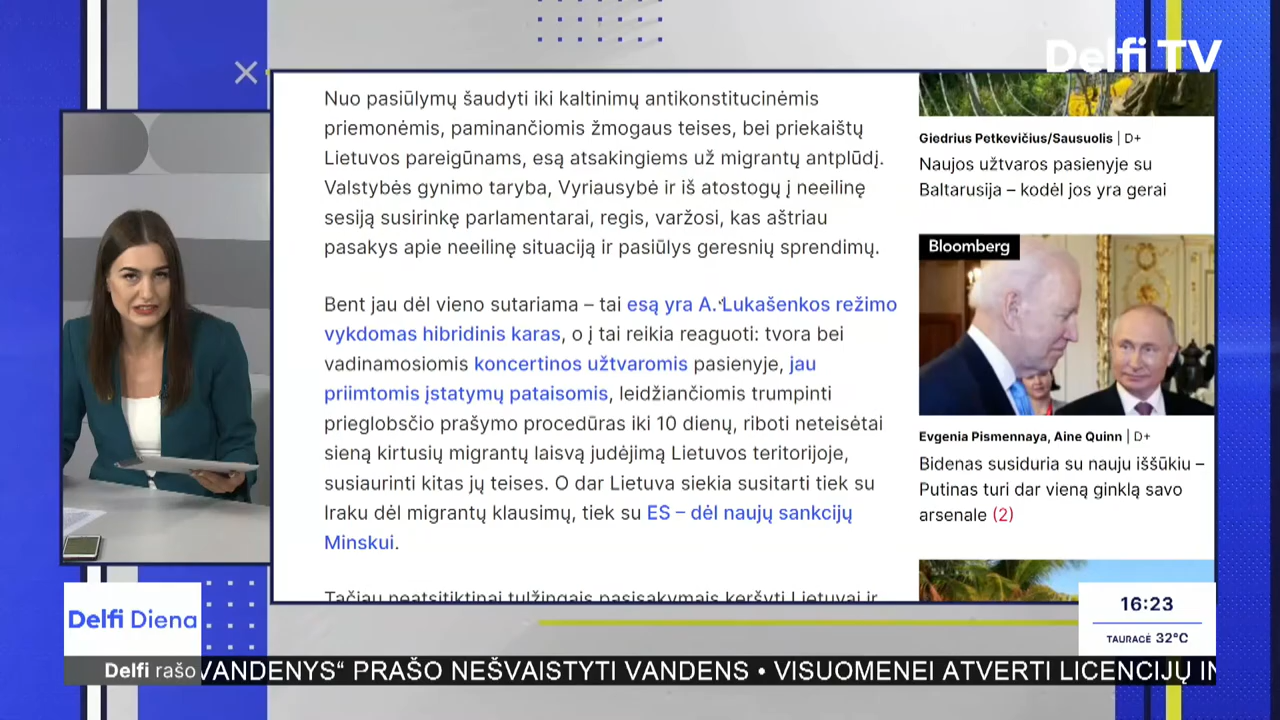 Delfi TV
Nuo pasiūlymų šaudyti iki kaltinimų antikonstitucinėmis
priemonėmis, paminančiomis žmogaus teises, bei priekaištų
Lietuvos pareigūnams, esą atsakingiems už migrantų antplūdį.
Valstybės gynimo taryba, Vyriausybė ir iš atostogų į neeilinę
sesiją susirinkę parlamentarai, regis, varžosi, kas aštriau
pasakys apie neeilinę situaciją ir pasiūlys geresnių sprendimų.
Bent jau dėl vieno sutariama – tai esą yra A. Lukašenkos režimo
vykdomas hibridinis karas, o į tai reikia reaguoti: tvora bei
vadinamosiomis koncertinos užtvaromis pasienyje, jau
priimtomis įstatymų pataisomis, leidžiančiomis trumpinti
prieglobsčio prašymo procedūras iki 10 dienų, riboti neteisėtai
sieną kirtusių migrantų laisvą judėjimą Lietuvos teritorijoje,
susiaurinti kitas jų teises. O dar Lietuva siekia susitarti tiek su
Iraku dėl migrantų klausimų, tiek su ES – dėl naujų sankcijų
Minskui.
Tačiau neatsitiktinai tulžingais pasisakymais keršyti Lietuvai ir
Giedrius Petkevičius/Sausuolis | D+
Naujos užtvaros pasienyje su
Baltarusija – kodėl jos yra gerai
Bloomberg
Evgenia Pismennaya, Aine Quinn | D+
Bidenas susiduria su nauju iššūkiu –
Putinas turi dar vieną ginklą savo
arsenale (2)
Delfi Diena
16:23
TAURAGĖ 32°C
Delfi rašo
VANDENYS“ PRAŠO NEŠVAISTYTI VANDENS • VISUOMENEI ATVERTI LICENCIJŲ IN